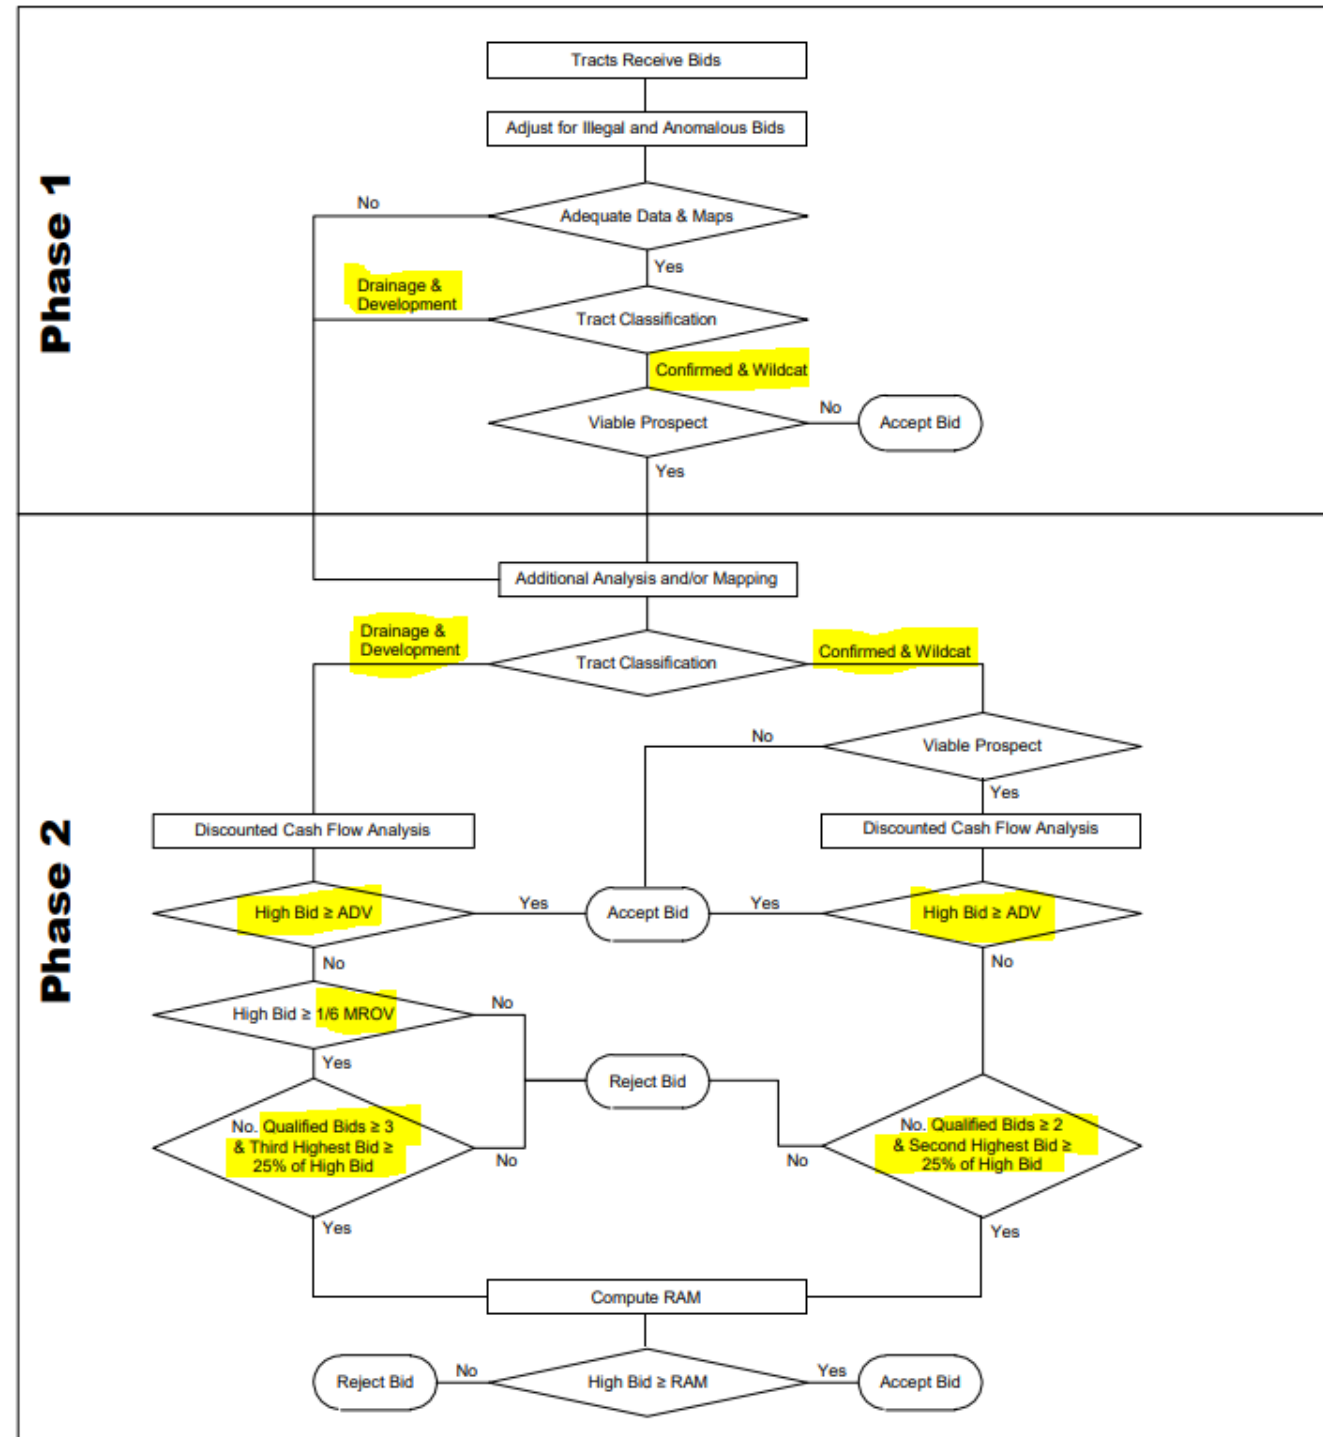 Phase 1
Tracts Receive Bids
Adjust for Illegal and Anomalous Bids
No
Adequate Data & Maps
Yes
Drainage &
Development
Tract Classification
Confirmed & Wildcat
Viable Prospect
No
Accept Bid
Yes
Phase 2
Additional Analysis and/or Mapping
Drainage &
Development
Tract Classification
Confirmed & Wildcat
No
Viable Prospect
Yes
Discounted Cash Flow Analysis
Discounted Cash Flow Analysis
High Bid ≥ ADV
Yes
Accept Bid
Yes
High Bid ≥ ADV
No
No
High Bid ≥ 1/6 MROV
No
Yes
Reject Bid
No. Qualified Bids ≥ 3
& Third Highest Bid ≥
25% of High Bid
No
No
No. Qualified Bids ≥ 2
& Second Highest Bid ≥
25% of High Bid
Yes
Yes
Compute RAM
Reject Bid
No
High Bid ≥ RAM
Yes
Accept Bid